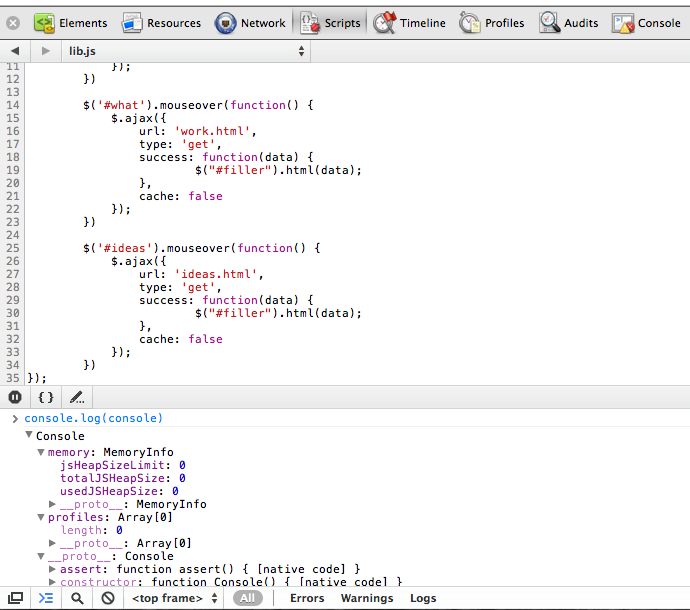 Elements Resources Network Scripts Timeline Profiles Audits Console
lib.js
11 });
12 })
13
14 $('#what').mouseover(function() {
15 $.ajax({
16 url: 'work.html',
17 type: 'get',
18 success: function(data) {
19 $("#filler").html(data);
20 },
21 cache: false
22 });
23 })
24
25 $('#ideas').mouseover(function() {
26 $.ajax({
27 url: 'ideas.html',
28 type: 'get',
29 success: function(data) {
30 $("#filler").html(data);
31 },
32 cache: false
33 });
34 })
35 });
{}
> console.log(console)
Console
memory: MemoryInfo
jsHeapSizeLimit: 0
totalJSHeapSize: 0
usedJSHeapSize: 0
__proto__: MemoryInfo
profiles: Array[0]
length: 0
__proto__: Array[0]
__proto__: Console
assert: function assert() { [native code] }
constructor: function Console() { [native code] }
<top frame> All Errors Warnings Logs